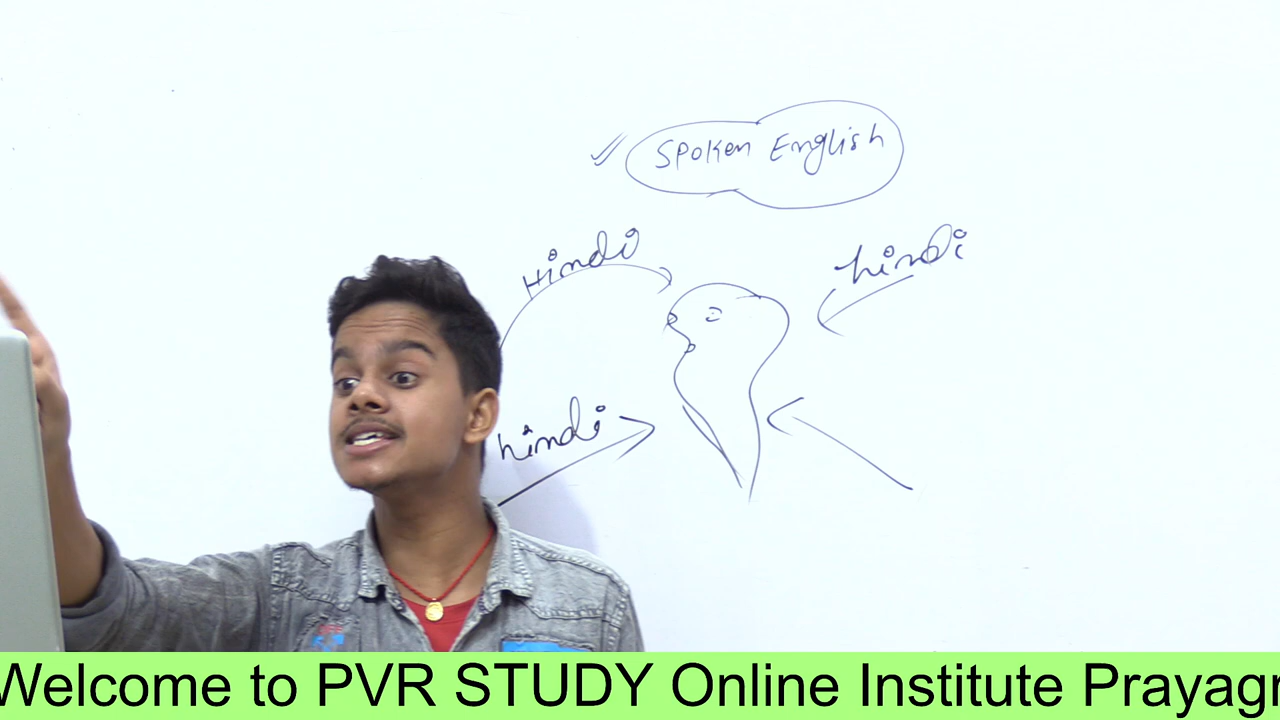 Spoken English
Hindi
hindi
hindi
Welcome to PVR STUDY Online Institute Prayagr